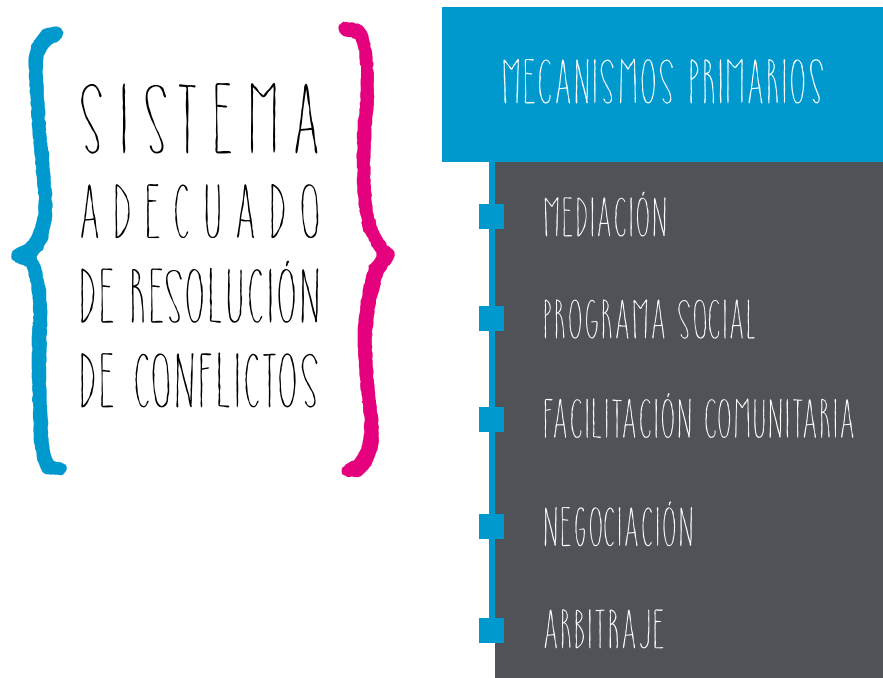 SISTEMA
ADECUADO
DE RESOLUCIÓN
DE CONFLICTOS
MECANISMOS PRIMARIOS
MEDIACIÓN
PROGRAMA SOCIAL
FACILITACIÓN COMUNITARIA
NEGOCIACIÓN
ARBITRAJE